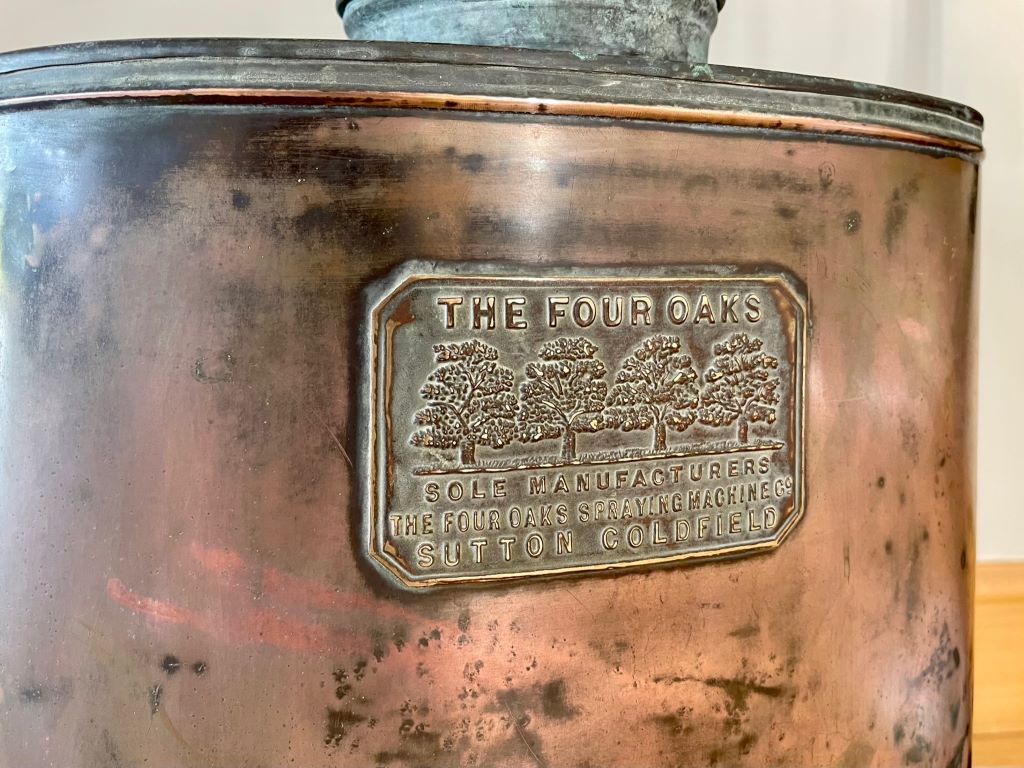 THE FOUR OAKS
SOLE MANUFACTURERS
THE FOUR OAKS SPRAYING MACHINE Co
SUTTON COLDFIELD